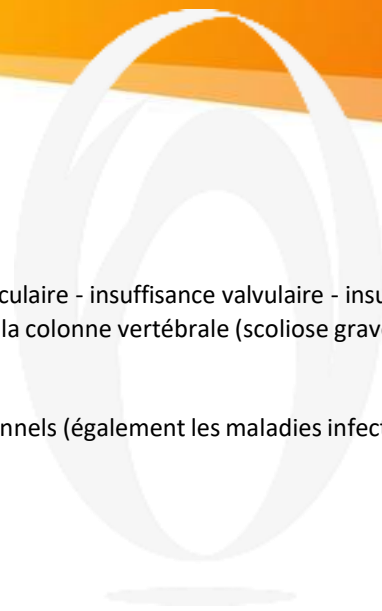 culaire - insuffisance valvulaire - insu
la colonne vertébrale (scoliose grav
nnels (également les maladies infect